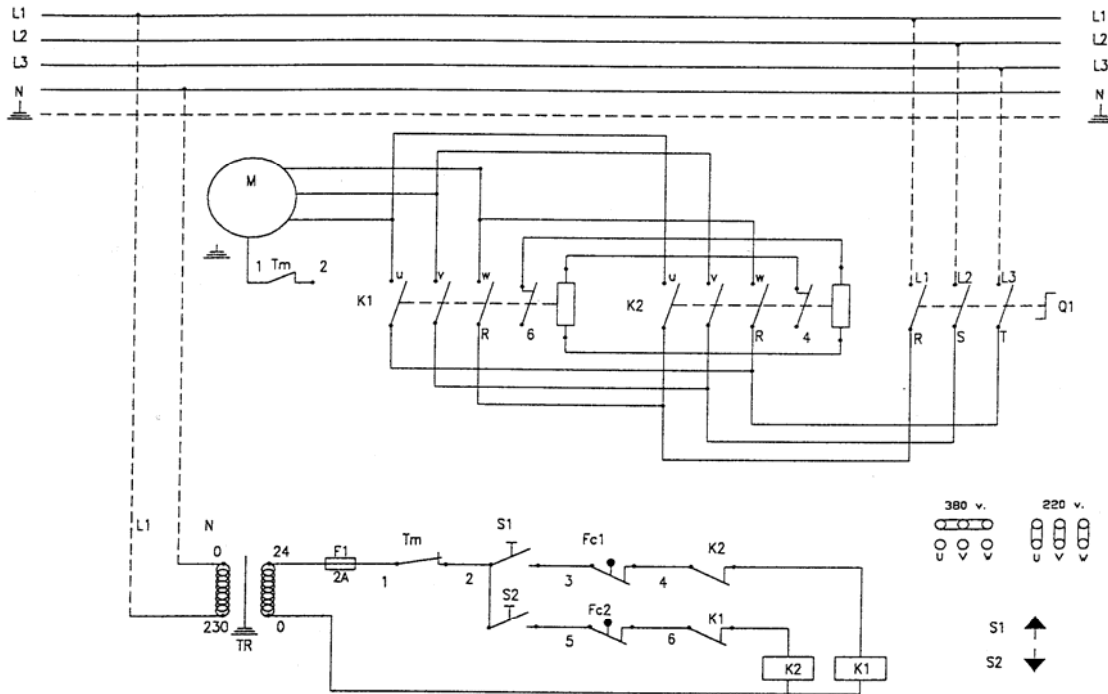 L1 L1
L2 L2
L3 L3
N N
M
1 Tm 2
u v w
K1
R 6
u v w
K2
R 4
L1 L2 L3
Q1
R S T
380 v. 220 v.
u v w u v w
L1 N
0 24 F1 Tm S1 Fc1 K2
2A 1 2 3 4
S2 Fc2 K1
230 0 5 6
TR
K2 K1
S1
S2